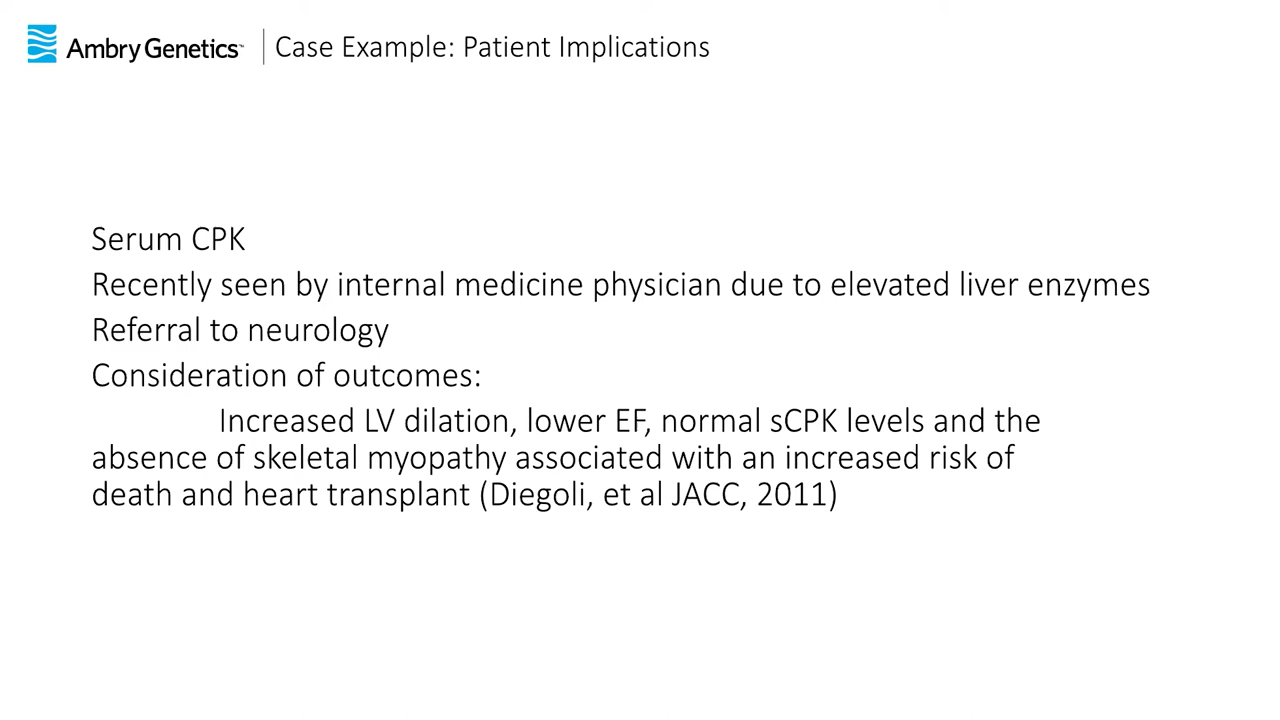 Ambry Genetics™ | Case Example: Patient Implications
Serum CPK
Recently seen by internal medicine physician due to elevated liver enzymes
Referral to neurology
Consideration of outcomes:
Increased LV dilation, lower EF, normal sCPK levels and the
absence of skeletal myopathy associated with an increased risk of
death and heart transplant (Diegoli, et al JACC, 2011)